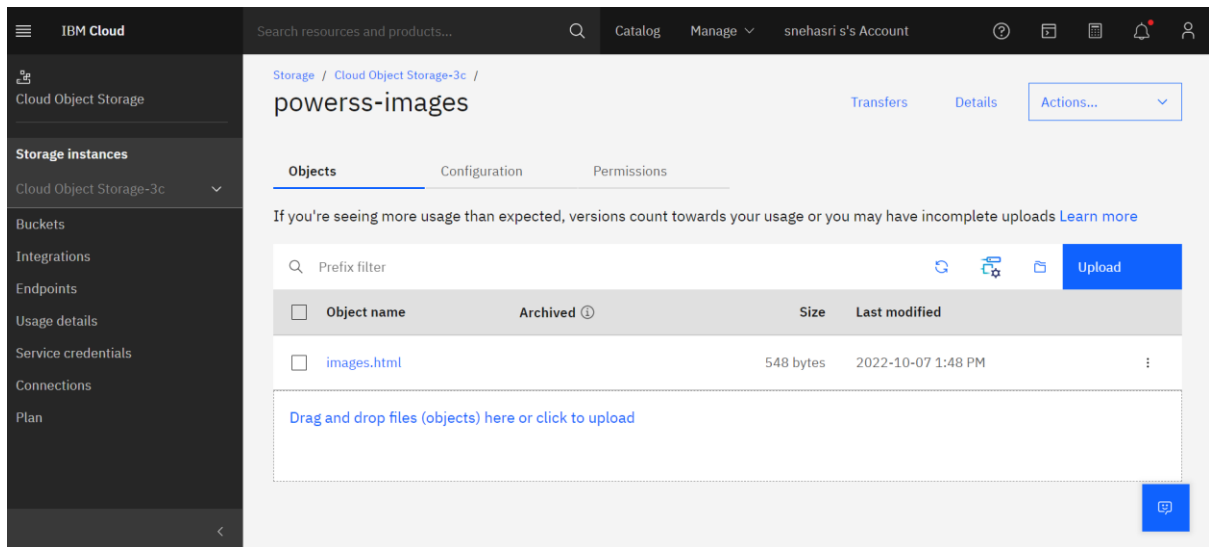 IBM Cloud
Search resources and products...
Catalog
Manage
snehasri s's Account
Cloud Object Storage
Storage instances
Cloud Object Storage-3c
Buckets
Integrations
Endpoints
Usage details
Service credentials
Connections
Plan
Storage / Cloud Object Storage-3c /
powerss-images
Transfers
Details
Actions...
Objects
Configuration
Permissions
If you're seeing more usage than expected, versions count towards your usage or you may have incomplete uploads Learn more
Prefix filter
Upload
Object name
Archived
Size
Last modified
images.html
548 bytes
2022-10-07 1:48 PM
Drag and drop files (objects) here or click to upload